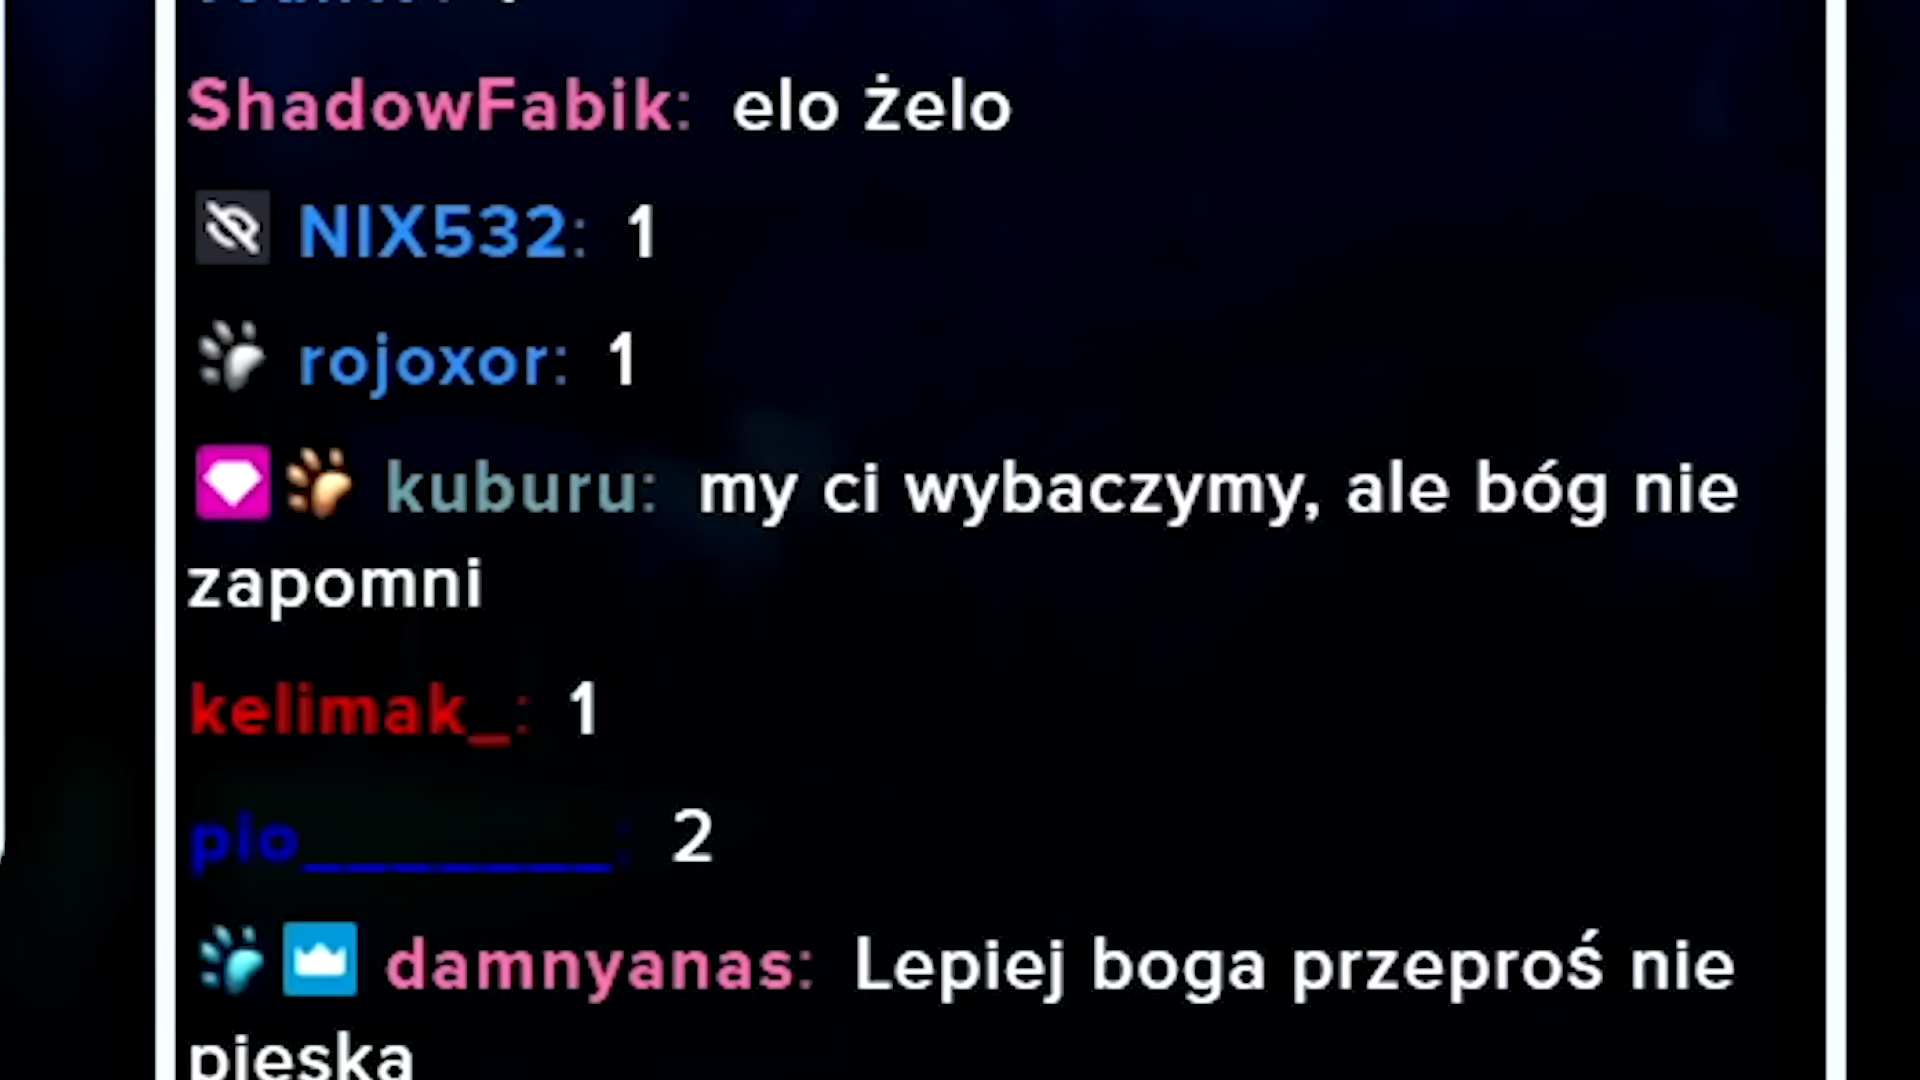 ShadowFabik: elo żelo
NIX532: 1
rojoxor: 1
kuburu: my ci wybaczymy, ale bóg nie
zapomni
kelimak_: 1
pio_______: 2
damnyanas: Lepiej boga przeproś nie
pieska